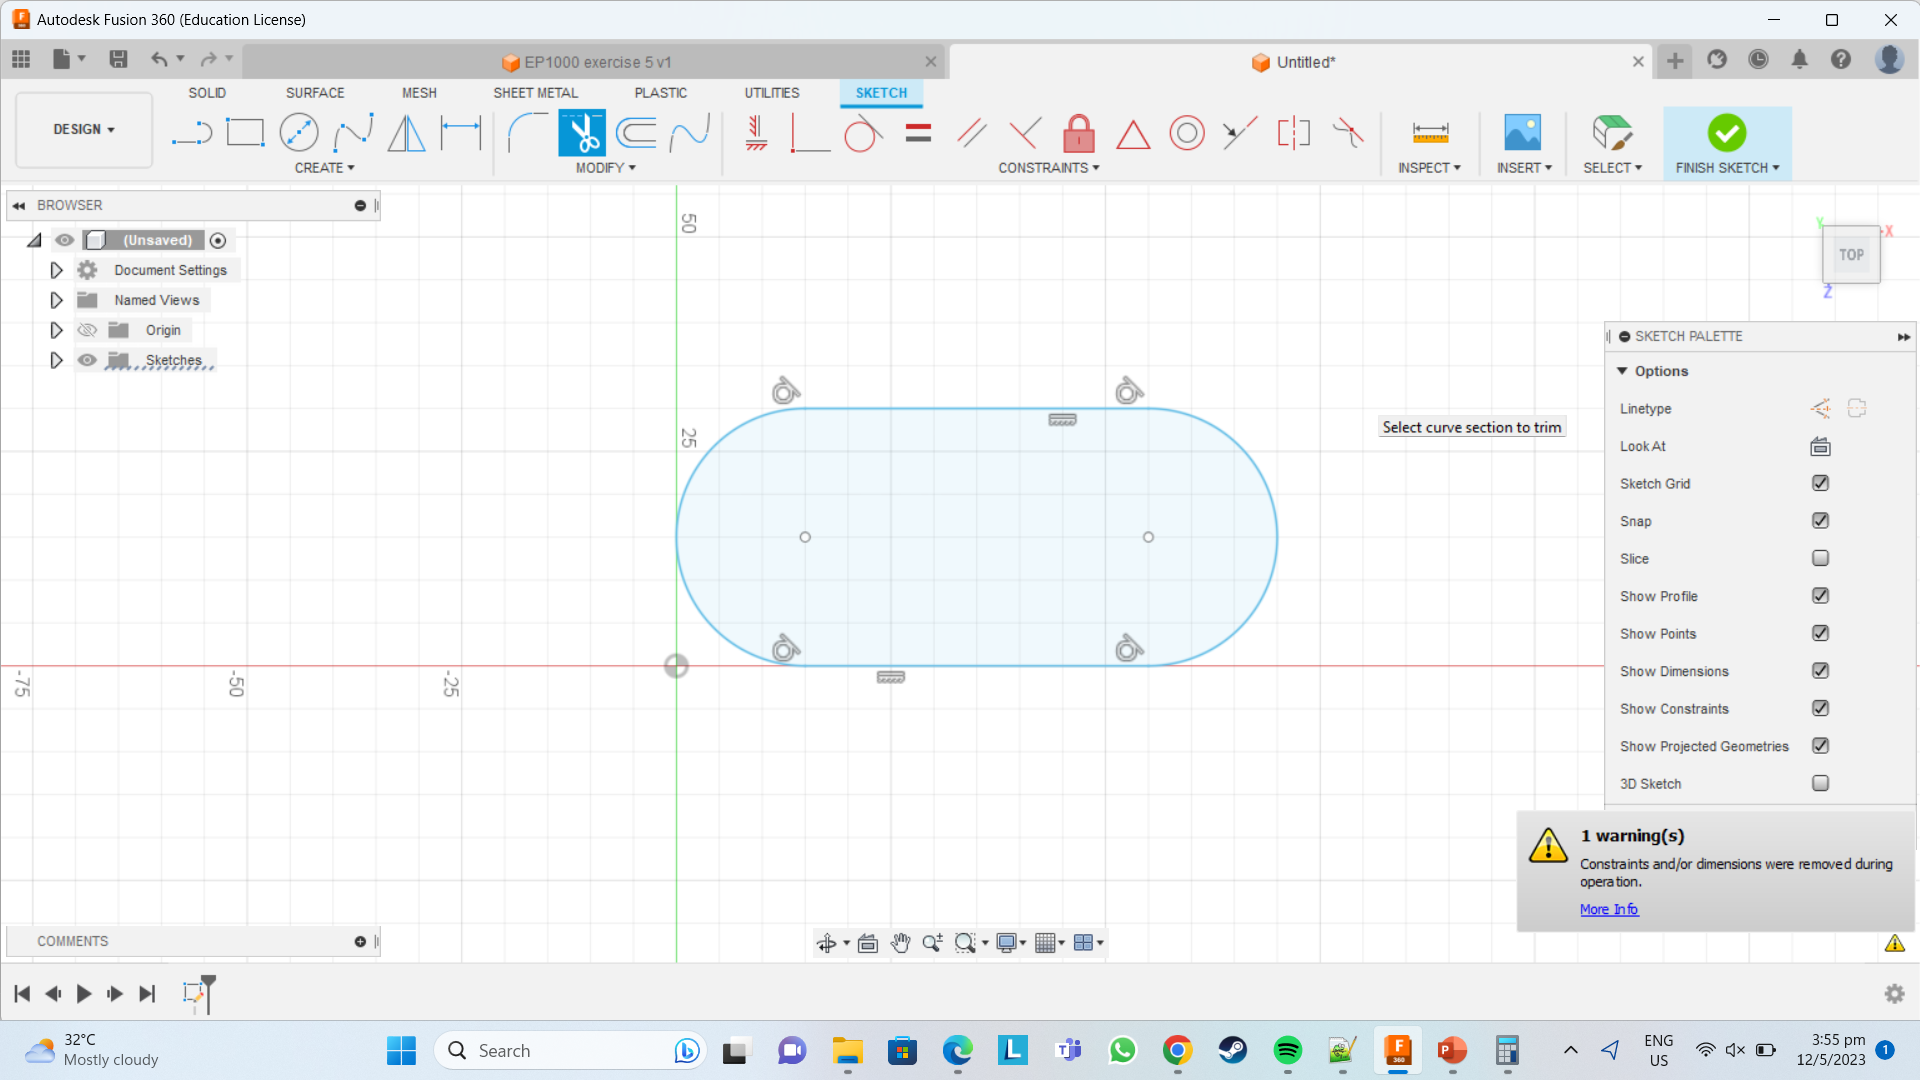 Autodesk Fusion 360 (Education License)
EP1000 exercise 5 v1
Untitled*
DESIGN
SOLID
SURFACE
MESH
SHEET METAL
PLASTIC
UTILITIES
SKETCH
CREATE
MODIFY
CONSTRAINTS
INSPECT
INSERT
SELECT
FINISH SKETCH
BROWSER
(Unsaved)
Document Settings
Named Views
Origin
Sketches
50
25
-75
-50
-25
Select curve section to trim
Y
X
TOP
Z
SKETCH PALETTE
Options
Linetype
Look At
Sketch Grid
Snap
Slice
Show Profile
Show Points
Show Dimensions
Show Constraints
Show Projected Geometries
3D Sketch
1 warning(s)
Constraints and/or dimensions were removed during
operation.
More Info
COMMENTS
32°C
Mostly cloudy
Search
ENG
US
3:55 pm
12/5/2023
1